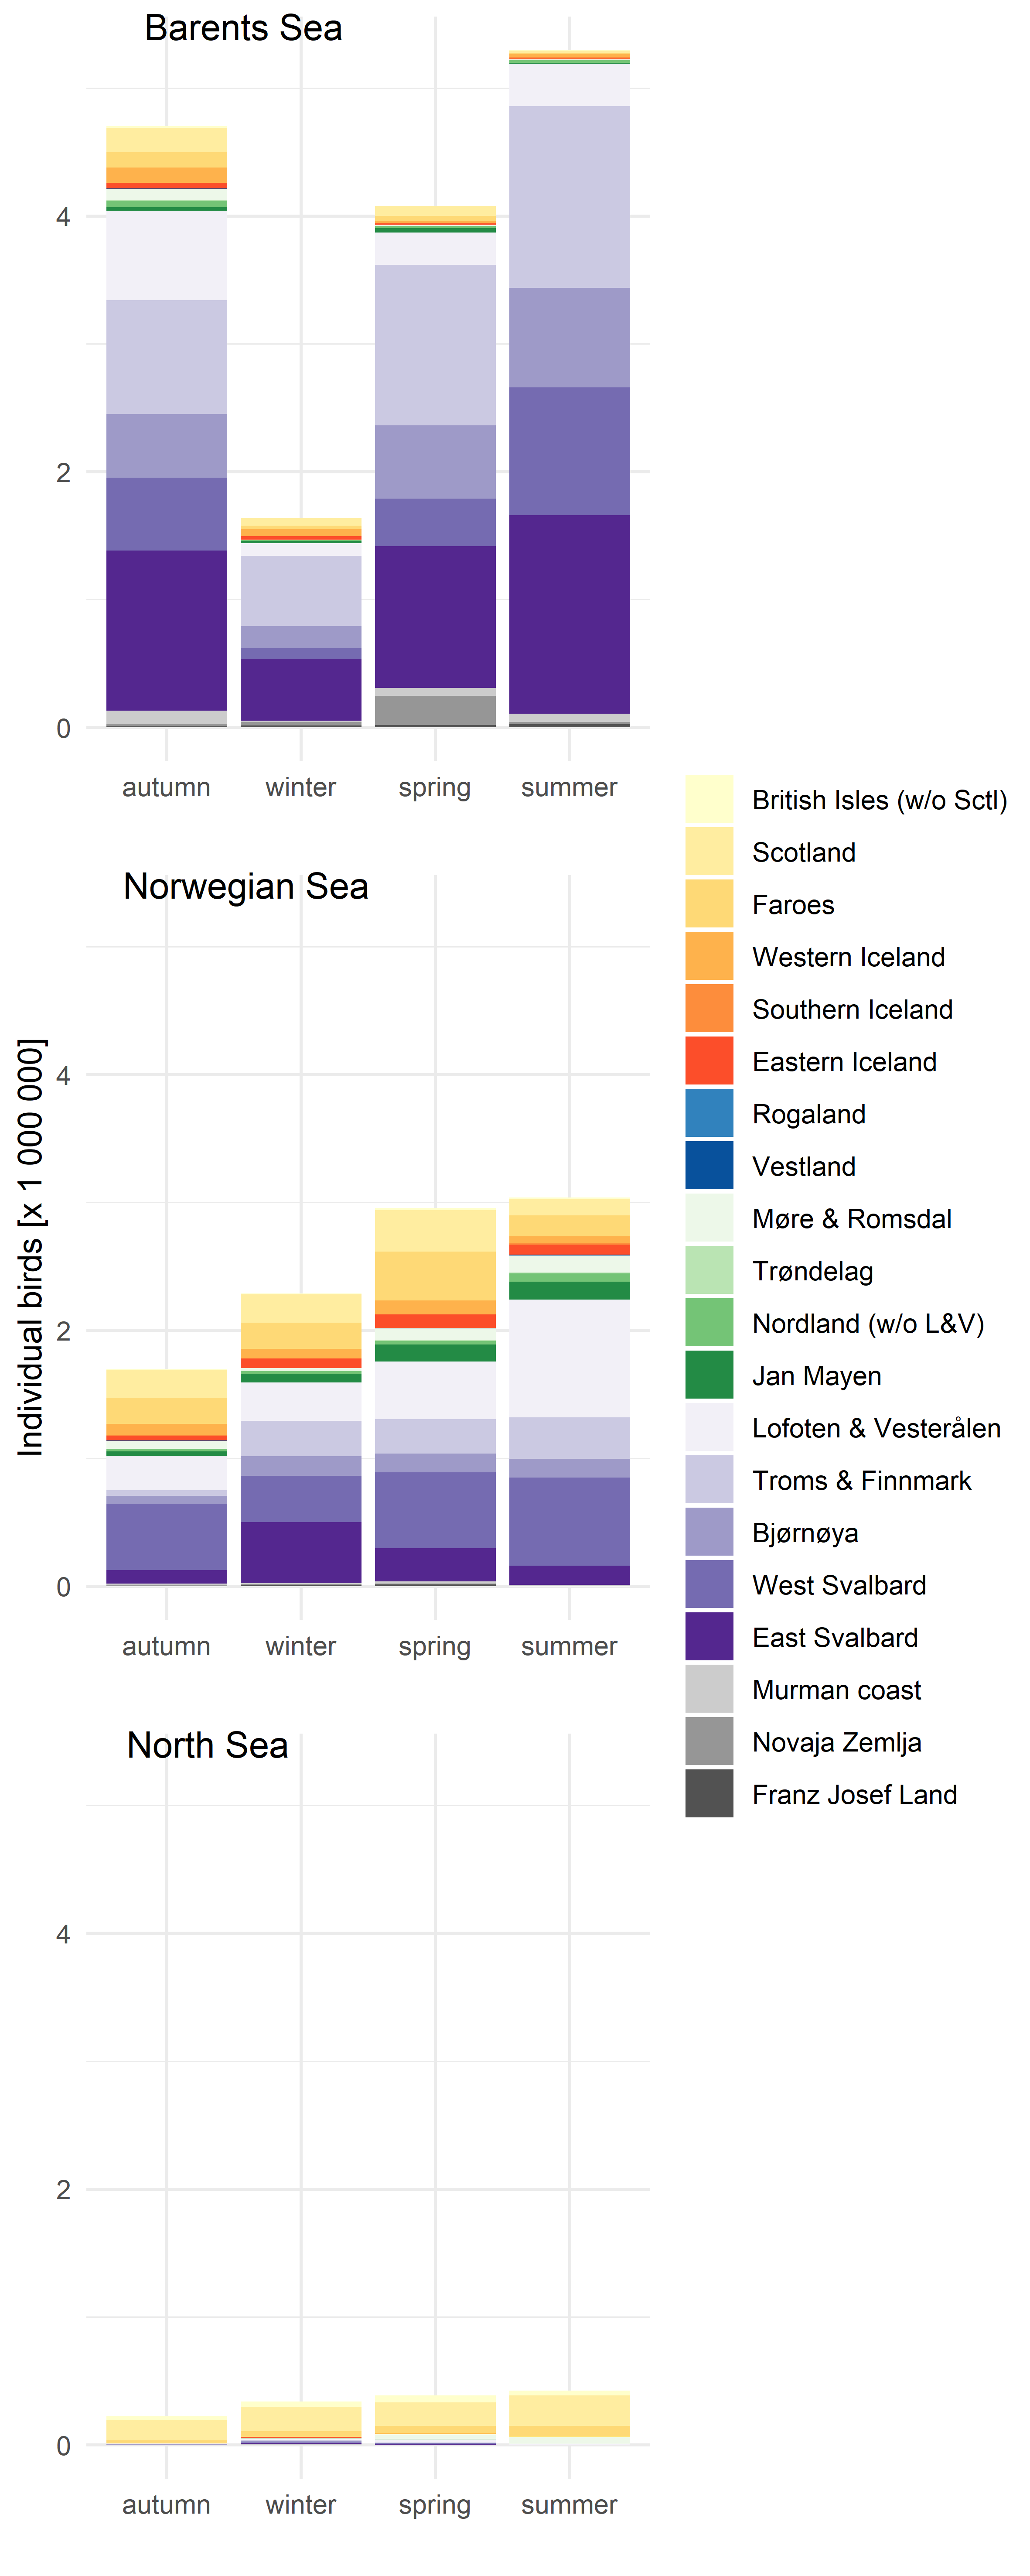 Barents Sea
4
2
0
autumn winter spring summer
Norwegian Sea
4
2
0
autumn winter spring summer
North Sea
4
2
0
autumn winter spring summer
Individual birds [x 1 000 000]
British Isles (w/o Sctl)
Scotland
Faroes
Western Iceland
Southern Iceland
Eastern Iceland
Rogaland
Vestland
Møre & Romsdal
Trøndelag
Nordland (w/o L&V)
Jan Mayen
Lofoten & Vesterålen
Troms & Finnmark
Bjørnøya
West Svalbard
East Svalbard
Murman coast
Novaja Zemlja
Franz Josef Land